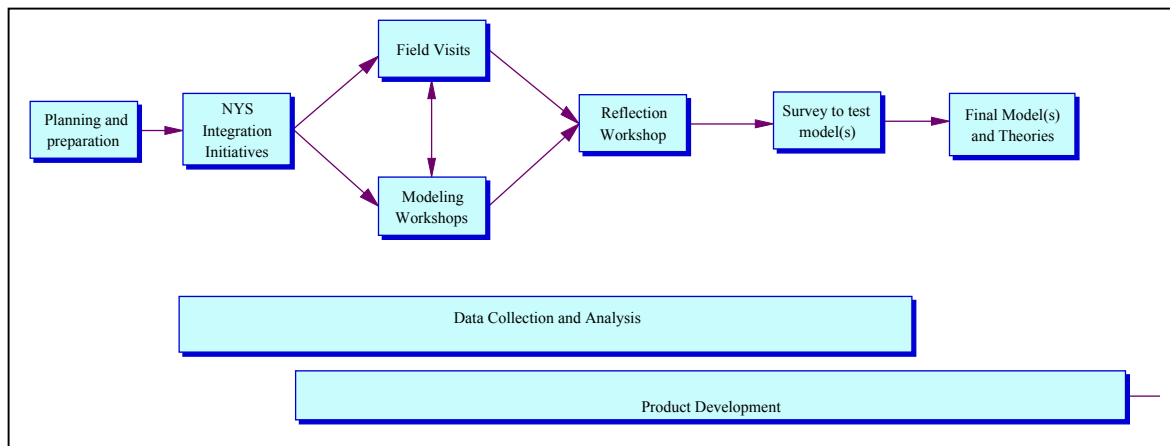 Planning and
preparation
NYS
Integration
Initiatives
Field Visits
Modeling
Workshops
Reflection
Workshop
Survey to test
model(s)
Final Model(s)
and Theories
Data Collection and Analysis
Product Development